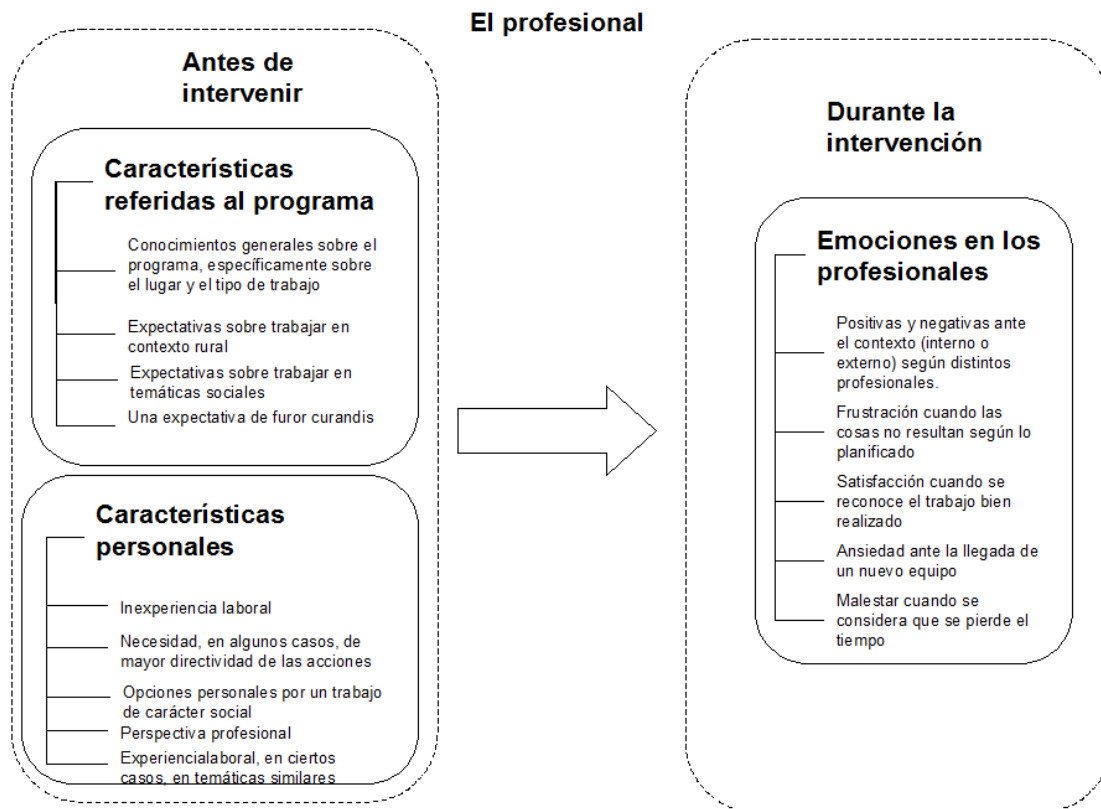 El profesional
Antes de
intervenir
Características
referidas al programa
Conocimientos generales sobre el
programa, específicamente sobre
el lugar y el tipo de trabajo
Expectativas sobre trabajar en
contexto rural
Expectativas sobre trabajar en
temáticas sociales
Una expectativa de furor curandis
Características
personales
Inexperiencia laboral
Necesidad, en algunos casos, de
mayor directividad de las acciones
Opciones personales por un trabajo
de carácter social
Perspectiva profesional
Experiencialaboral, en ciertos
casos, en temáticas similares
Durante la
intervención
Emociones en los
profesionales
Positivas y negativas ante
el contexto (interno o
externo) según distintos
profesionales.
Frustración cuando las
cosas no resultan según lo
planificado
Satisfacción cuando se
reconoce el trabajo bien
realizado
Ansiedad ante la llegada de
un nuevo equipo
Malestar cuando se
considera que se pierde el
tiempo